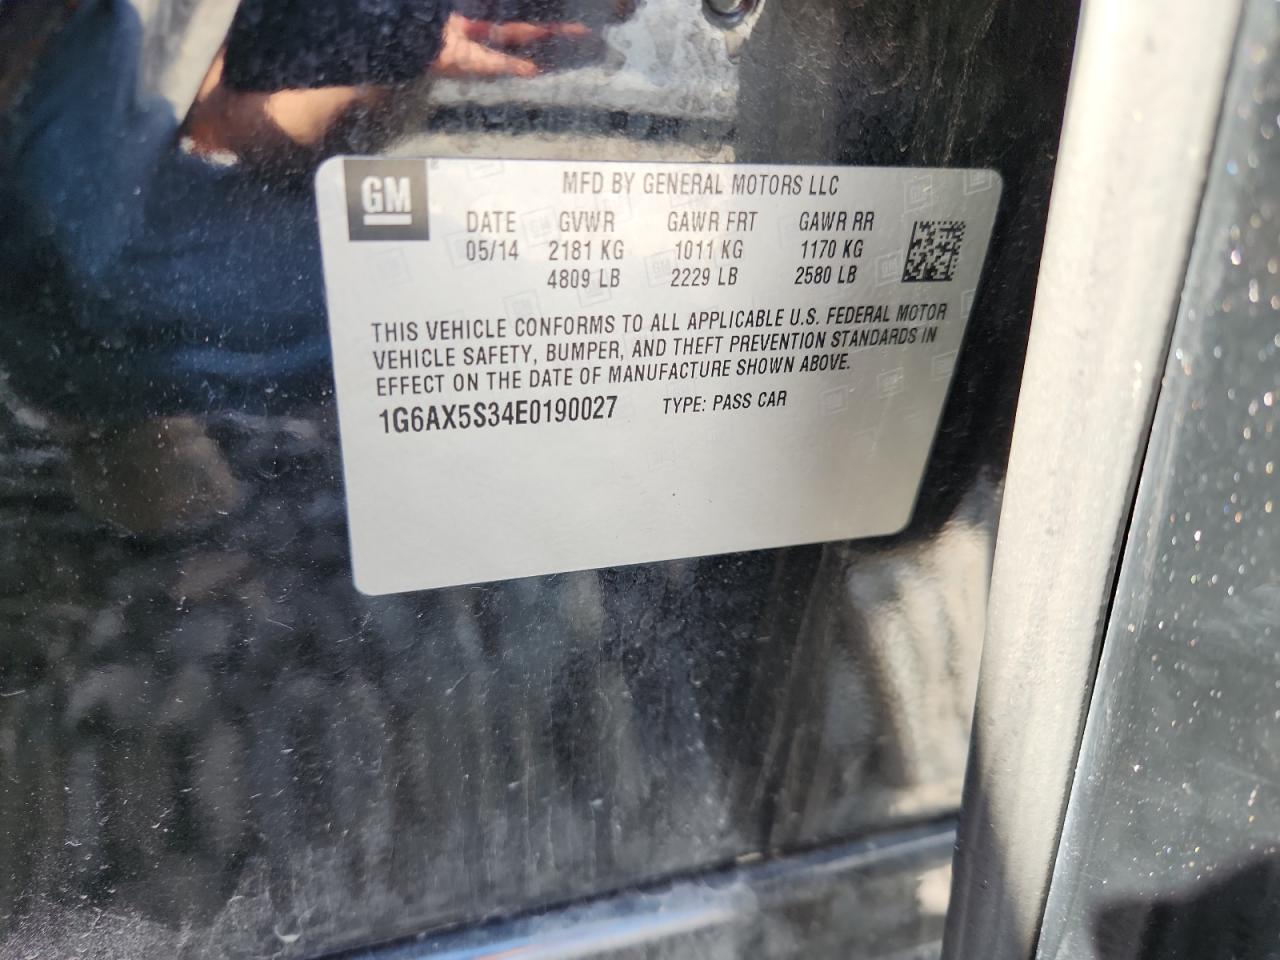 GM
MFD BY GENERAL MOTORS LLC
DATE GVWR GAWR FRT GAWR RR
05/14 2181 KG 1011 KG 1170 KG
4809 LB 2229 LB 2580 LB
THIS VEHICLE CONFORMS TO ALL APPLICABLE U.S. FEDERAL MOTOR
VEHICLE SAFETY, BUMPER, AND THEFT PREVENTION STANDARDS IN
EFFECT ON THE DATE OF MANUFACTURE SHOWN ABOVE.
1G6AX5S34E0190027 TYPE: PASS CAR